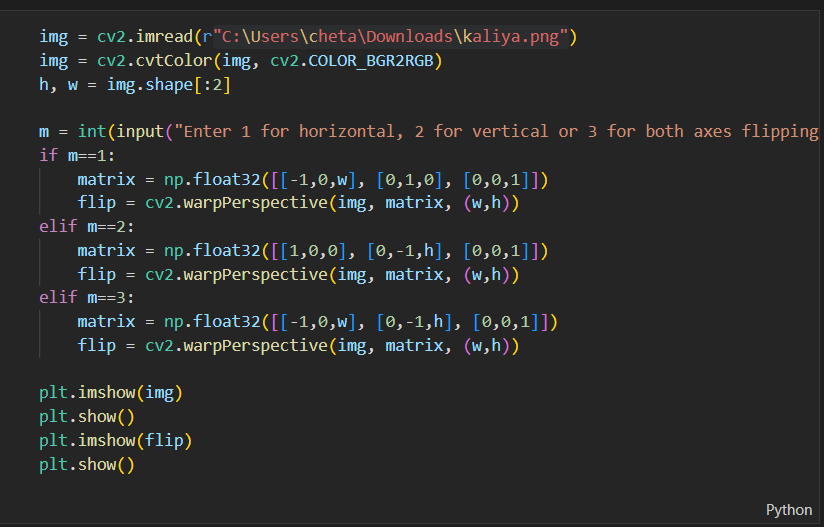 img = cv2.imread(r"C:\Users\cheta\Downloads\kaliya.png")
img = cv2.cvtColor(img, cv2.COLOR_BGR2RGB)
h, w = img.shape[:2]
m = int(input("Enter 1 for horizontal, 2 for vertical or 3 for both axes flipping
if m==1:
    matrix = np.float32([[-1,0,w], [0,1,0], [0,0,1]])
    flip = cv2.warpPerspective(img, matrix, (w,h))
elif m==2:
    matrix = np.float32([[1,0,0], [0,-1,h], [0,0,1]])
    flip = cv2.warpPerspective(img, matrix, (w,h))
elif m==3:
    matrix = np.float32([[-1,0,w], [0,-1,h], [0,0,1]])
    flip = cv2.warpPerspective(img, matrix, (w,h))
plt.imshow(img)
plt.show()
plt.imshow(flip)
plt.show()
Python